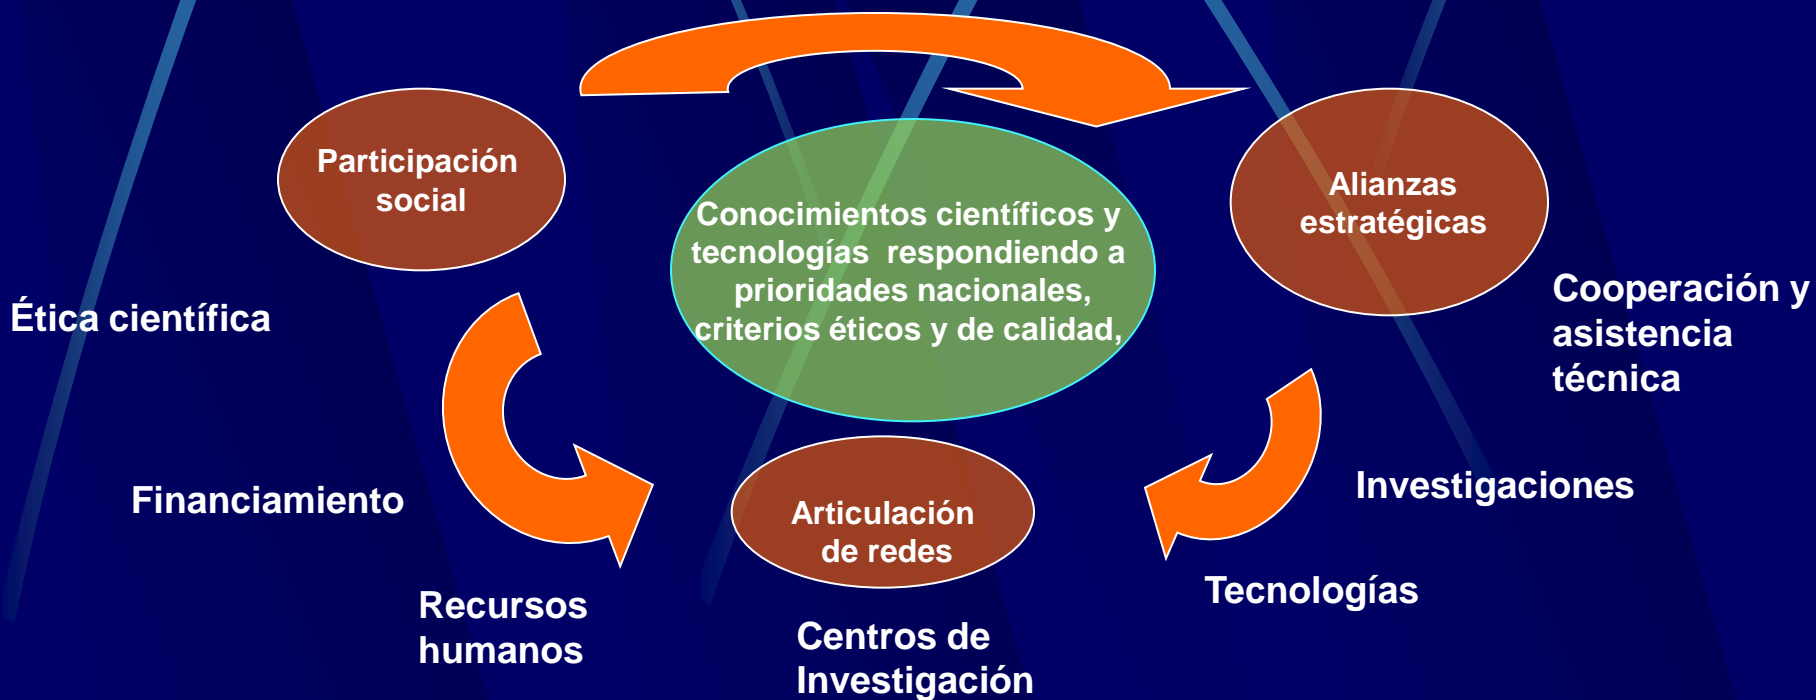 Participación
social
Conocimientos científicos y
tecnologías respondiendo a
prioridades nacionales,
criterios éticos y de calidad,
Alianzas
estratégicas
Ética científica
Cooperación y
asistencia
técnica
Financiamiento
Articulación
de redes
Investigaciones
Recursos
humanos
Tecnologías
Centros de
Investigación